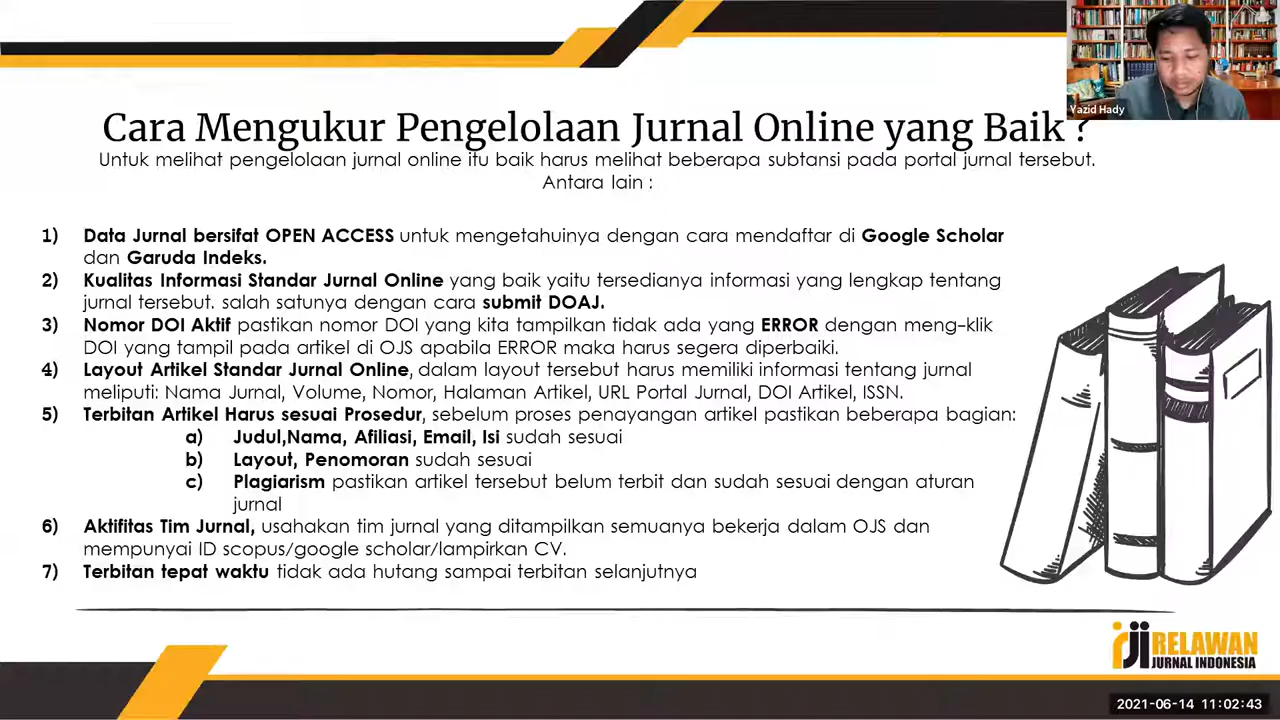 Yazid Hady
Cara Mengukur Pengelolaan Jurnal Online yang Baik ?
Untuk melihat pengelolaan jurnal online itu baik harus melihat beberapa subtansi pada portal jurnal tersebut.
Antara lain :
1) Data Jurnal bersifat OPEN ACCESS untuk mengetahuinya dengan cara mendaftar di Google Scholar
dan Garuda Indeks.
2) Kualitas Informasi Standar Jurnal Online yang baik yaitu tersedianya informasi yang lengkap tentang
jurnal tersebut. salah satunya dengan cara submit DOAJ.
3) Nomor DOI Aktif pastikan nomor DOI yang kita tampilkan tidak ada yang ERROR dengan meng-klik
DOI yang tampil pada artikel di OJS apabila ERROR maka harus segera diperbaiki.
4) Layout Artikel Standar Jurnal Online, dalam layout tersebut harus memiliki informasi tentang jurnal
meliputi: Nama Jurnal, Volume, Nomor, Halaman Artikel, URL Portal Jurnal, DOI Artikel, ISSN.
5) Terbitan Artikel Harus sesuai Prosedur, sebelum proses penayangan artikel pastikan beberapa bagian:
a) Judul,Nama, Afiliasi, Email, Isi sudah sesuai
b) Layout, Penomoran sudah sesuai
c) Plagiarism pastikan artikel tersebut belum terbit dan sudah sesuai dengan aturan
jurnal
6) Aktifitas Tim Jurnal, usahakan tim jurnal yang ditampilkan semuanya bekerja dalam OJS dan
mempunyai ID scopus/google scholar/lampirkan CV.
7) Terbitan tepat waktu tidak ada hutang sampai terbitan selanjutnya
rji RELAWAN
JURNAL INDONESIA
2021-06-14 11:02:43